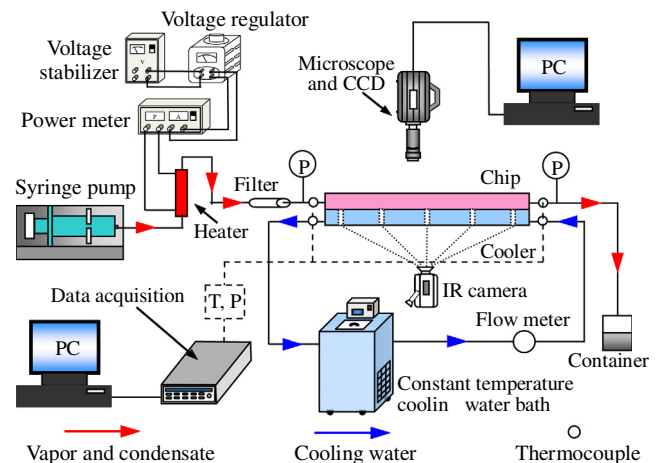 Voltage regulator
Voltage
stabilizer
V
Microscope
and CCD
PC
Power meter
P A
P
P
Syringe pump
Filter
Chip
Heater
Cooler
T, P
IR camera
Data acquisition
Flow meter
PC
Container
Constant temperature
coolin water bath
Vapor and condensate
Cooling water
Thermocouple